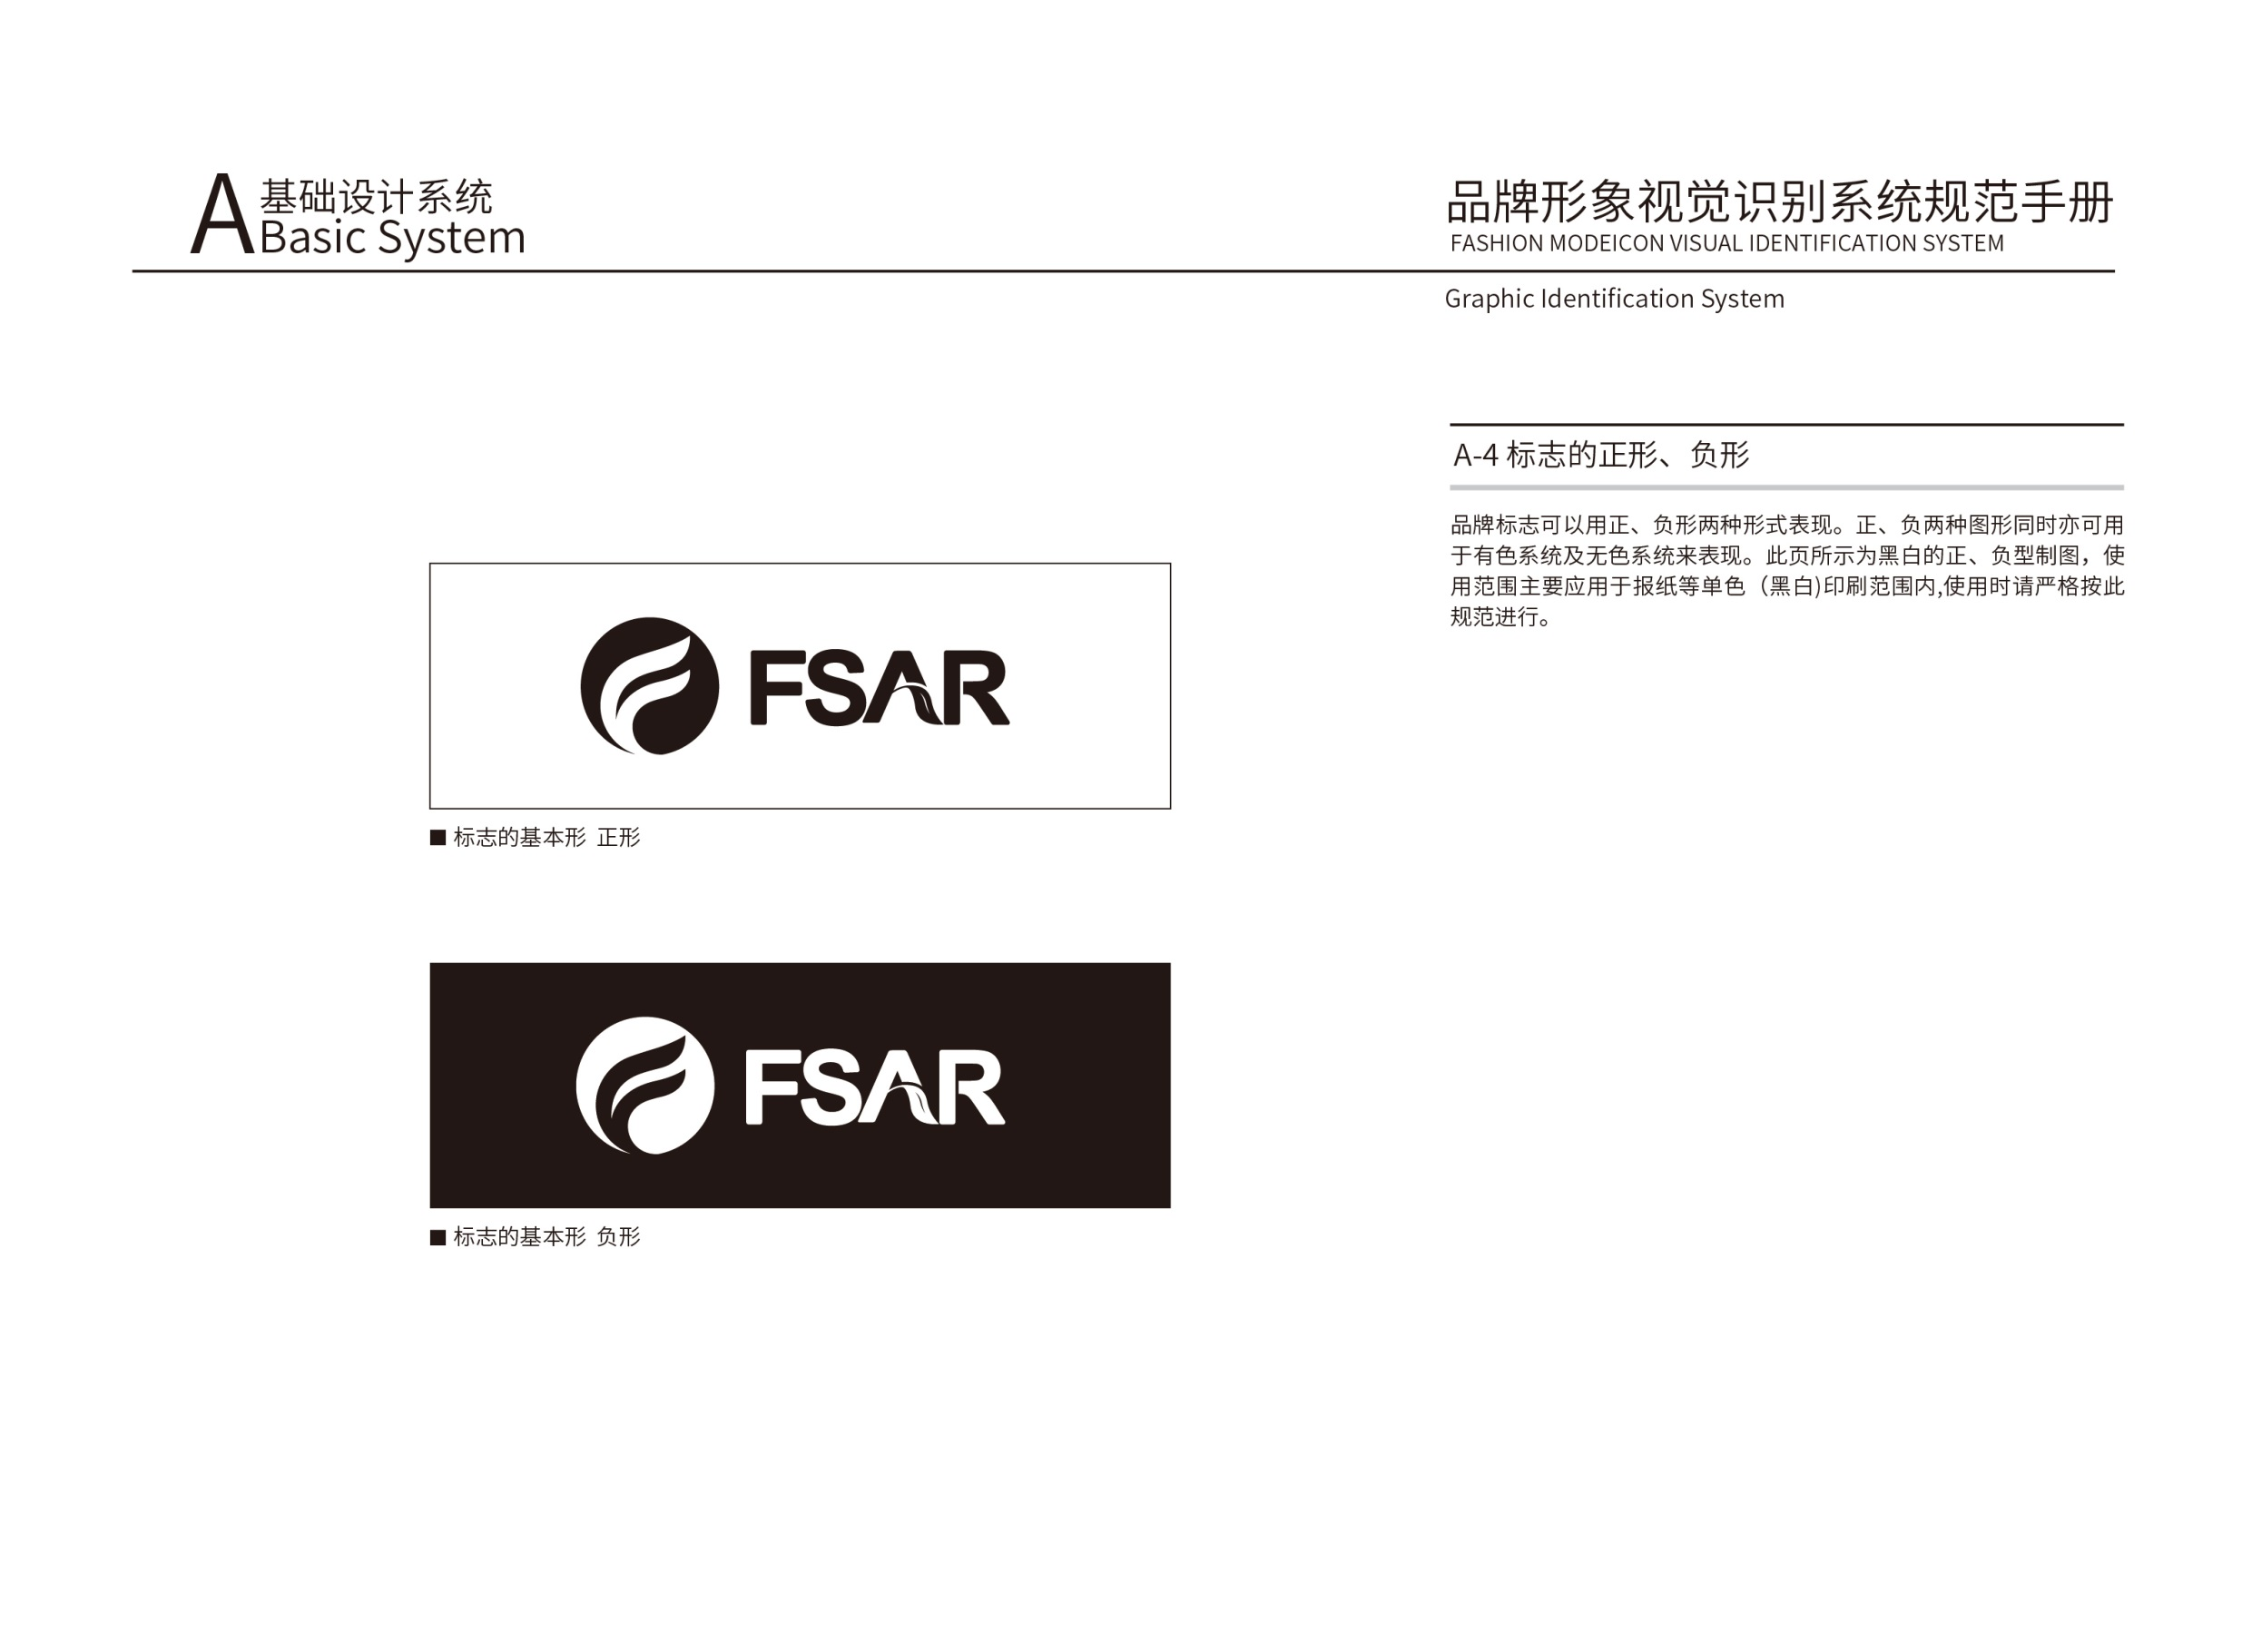 A 基础设计系统
Basic System
品牌形象视觉识别系统规范手册
FASHION MODEICON VISUAL IDENTIFICATION SYSTEM
Graphic Identification System
A-4 标志的正形、负形
品牌标志可以用正、负形两种形式表现。正、负两种图形同时亦可用
于有色系统及无色系统来表现。此页所示为黑白的正、负型制图，使
用范围主要应用于报纸等单色（黑白)印刷范围内,使用时请严格按此
规范进行。
FSAR
■ 标志的基本形 正形
FSAR
■ 标志的基本形 负形